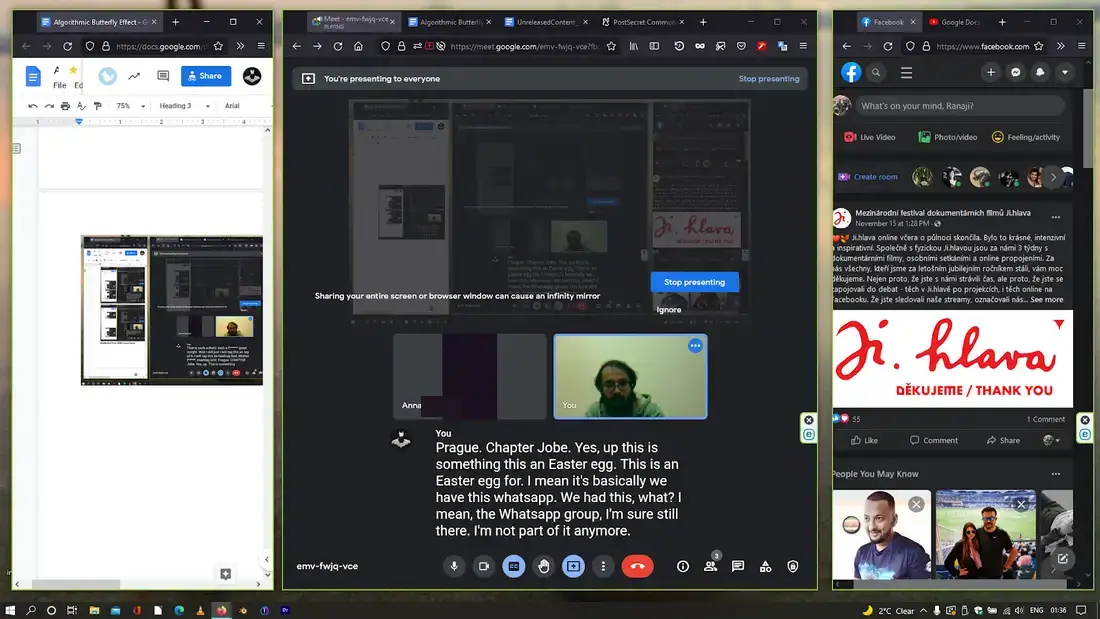 Algorithmic Butterfly Effect - G
https://docs.google.com
File
Ed
Share
75%
Heading 3
Arial
1
1
2
3
4
Meet - emv-fwjq-vce
PLAYING
Algorithmic Butterfl
UnreleasedContent_
PostSecret Commun
https://meet.google.com/emv-fwjq-vce?
You're presenting to everyone
Stop presenting
Sharing your entire screen or browser window can cause an infinity mirror
Stop presenting
Ignore
Ji. hlava
Anna
You
You
Prague. Chapter Jobe. Yes, up this is
something this an Easter egg. This is an
Easter egg for. I mean it's basically we
have this whatsapp. We had this, what? I
mean, the Whatsapp group, I'm sure still
there. I'm not part of it anymore.
emv-fwjq-vce
3
Facebook
Google Docs
https://www.facebook.com
What's on your mind, Ranaji?
Live Video
Photo/video
Feeling/activity
Create room
Mezinárodní festival dokumentárních filmů Ji.hlava
November 15 at 1:28 PM
Ji.hlava online včera o půlnoci skončila. Bylo to krásné, intenzivní
a inspirativní. Společně s fyzickou Ji.hlavou jsou za námi 3 týdny s
dokumentárními filmy, osobními setkáními a online propojeními. Za
nás všechny, kteří jsme za letošním jubilejním ročníkem stáli, vám moc
děkujeme. Nejen proto, že jste s námi strávili čas, ale proto, že jste se
zapojovali do debat - těch v Ji.hlavě po projekcích, i těch online na
Facebooku. Že jste sledovali naše streamy, označovali nás... See more
Ji. hlava
DĚKUJEME / THANK YOU
55
1 Comment
Like
Comment
Share
People You May Know
2°C Clear
ENG
01:36